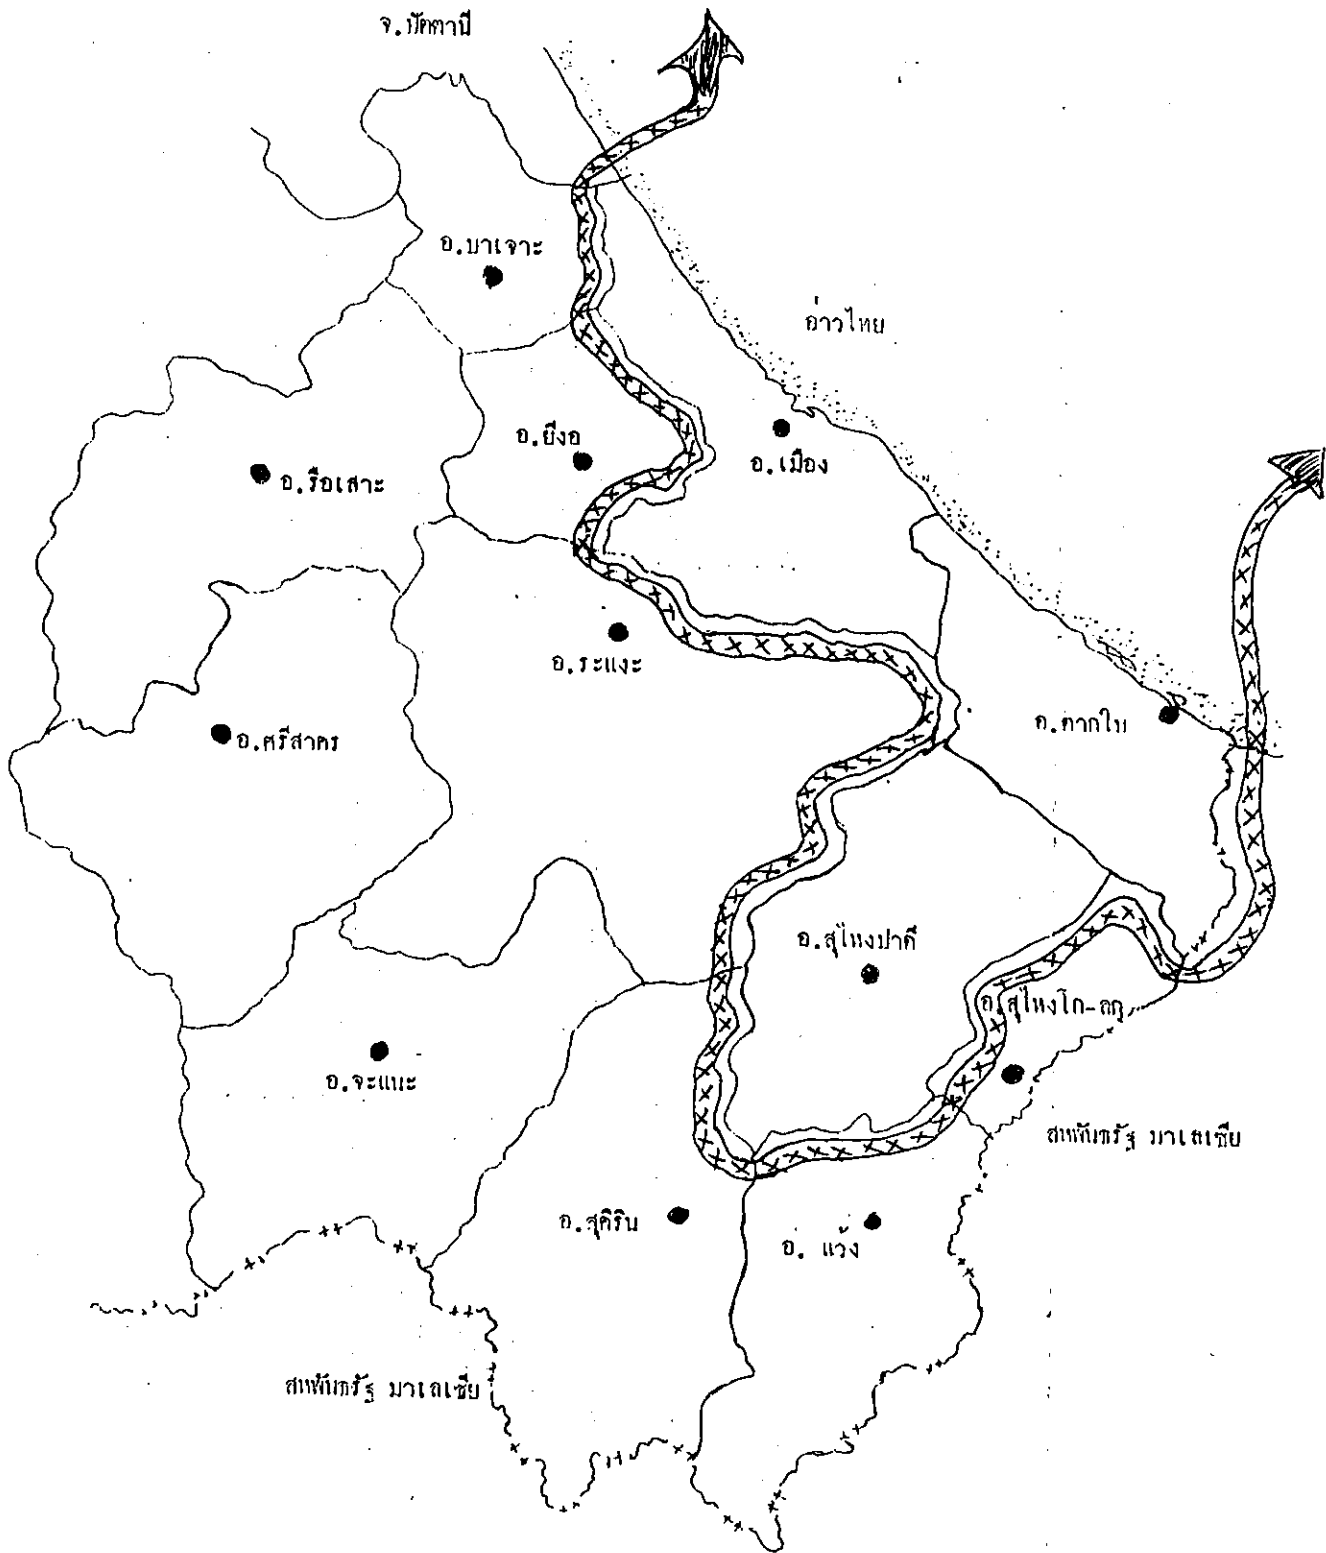 จ.ปัตตานี
อ.บาเจาะ
อ่าวไทย
อ.ยี่งอ
อ.เมือง
อ.รือเสาะ
อ.ระแงะ
อ.ศรีสาคร
อ.ตากใบ
อ.สุไหงปาดี
อ.สุไหงโก-ลก
อ.จะแนะ
สหพันธรัฐ มาเลเซีย
อ.สุคิริน
อ. แว้ง
สหพันธรัฐ มาเลเซีย